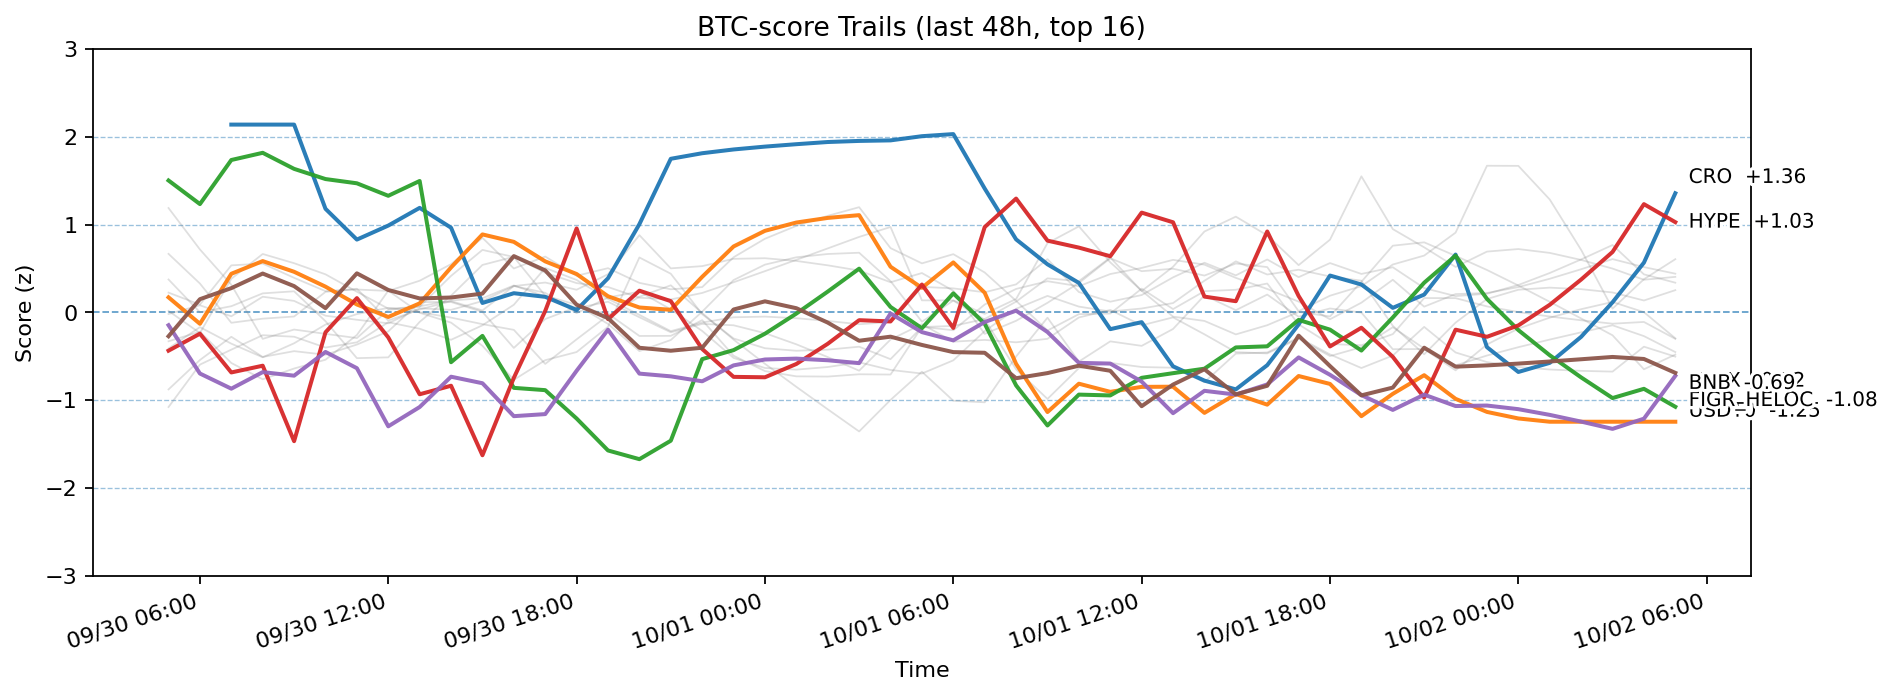 BTC-score Trails (last 48h, top 16)
Score (z)
3
2
1
0
−1
−2
−3
CRO +1.36
HYPE +1.03
BNB -0.69
FIGR_HELOC -1.08
-1.25
09/30 06:00
09/30 12:00
09/30 18:00
10/01 00:00
10/01 06:00
10/01 12:00
10/01 18:00
10/02 00:00
10/02 06:00
Time